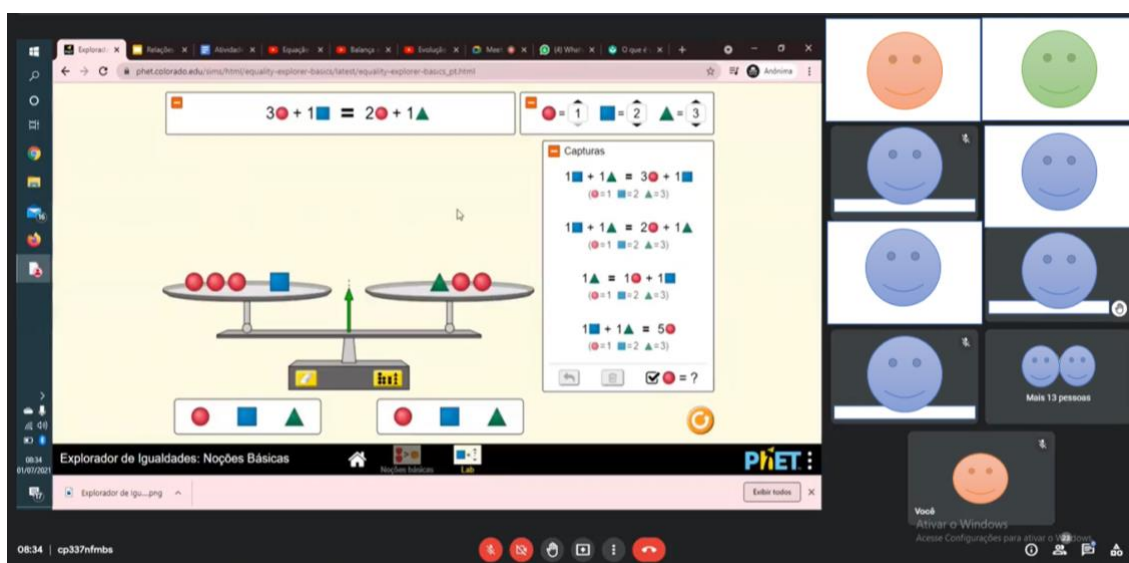 Explorad
Relações
Atividad
Equação
Balança
Evoluçã
Meet
(4) What
O que é
phet.colorado.edu/sims/html/equality-explorer-basics/latest/equality-explorer-basics_pt.html
Anônima
3 + 1 = 2 + 1
= 1 = 2 = 3
Capturas
1 + 1 = 3 + 1
(=1 =2 =3)
1 + 1 = 2 + 1
(=1 =2 =3)
1 = 1 + 1
(=1 =2 =3)
1 + 1 = 5
(=1 =2 =3)
= ?
Explorador de Igualdades: Noções Básicas
Noções básicas
Lab
PhET
08:34
01/07/2021
Explorador de Igu....png
Exibir todos
Mais 13 pessoas
Você
Ativar o Windows
Acesse Configurações para ativar o Windows.
08:34 | cp337nfmbs